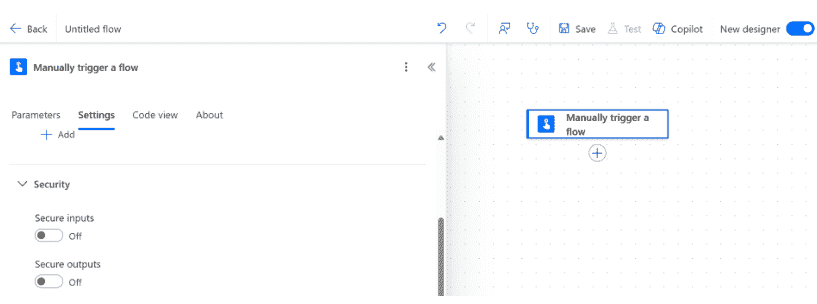 Back
Untitled flow
Save
Test
Copilot
New designer
Manually trigger a flow
Parameters
Settings
Code view
About
Add
Security
Secure inputs
Off
Secure outputs
Off
Manually trigger a
flow